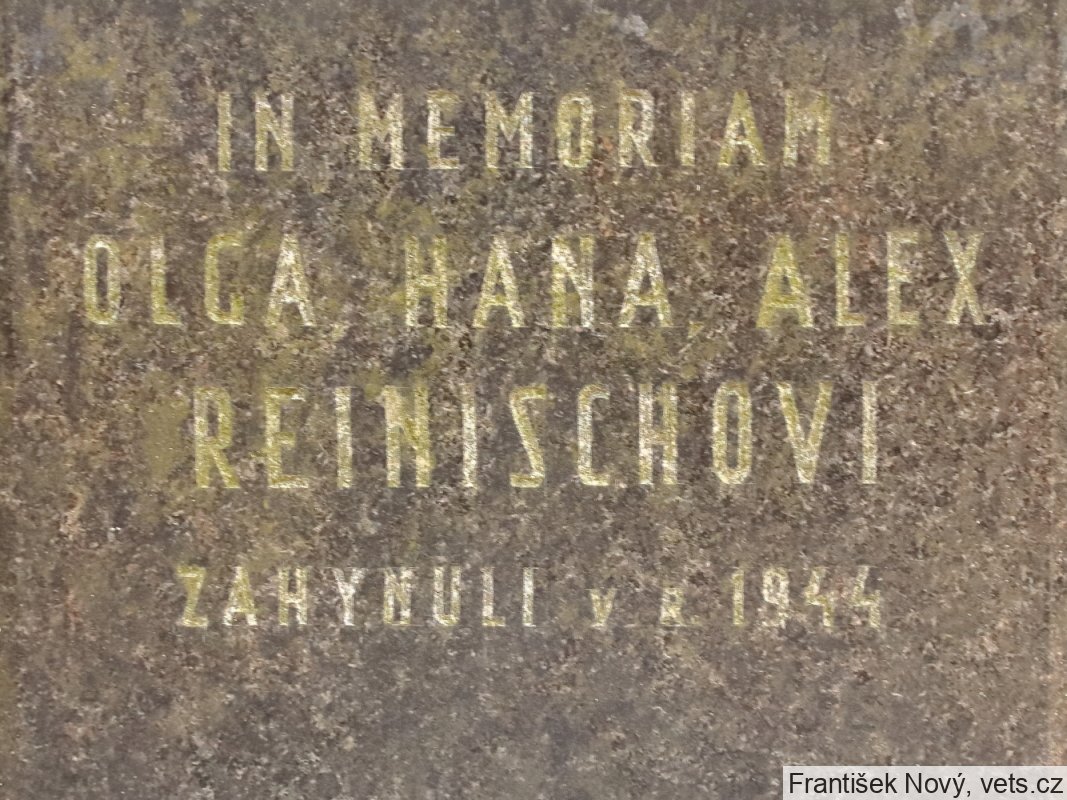 IN MEMORIAM
OLGA, HANA, ALEX
REINISCHOVI
ZAHYNULI v R. 1944
František Nový, vets.cz